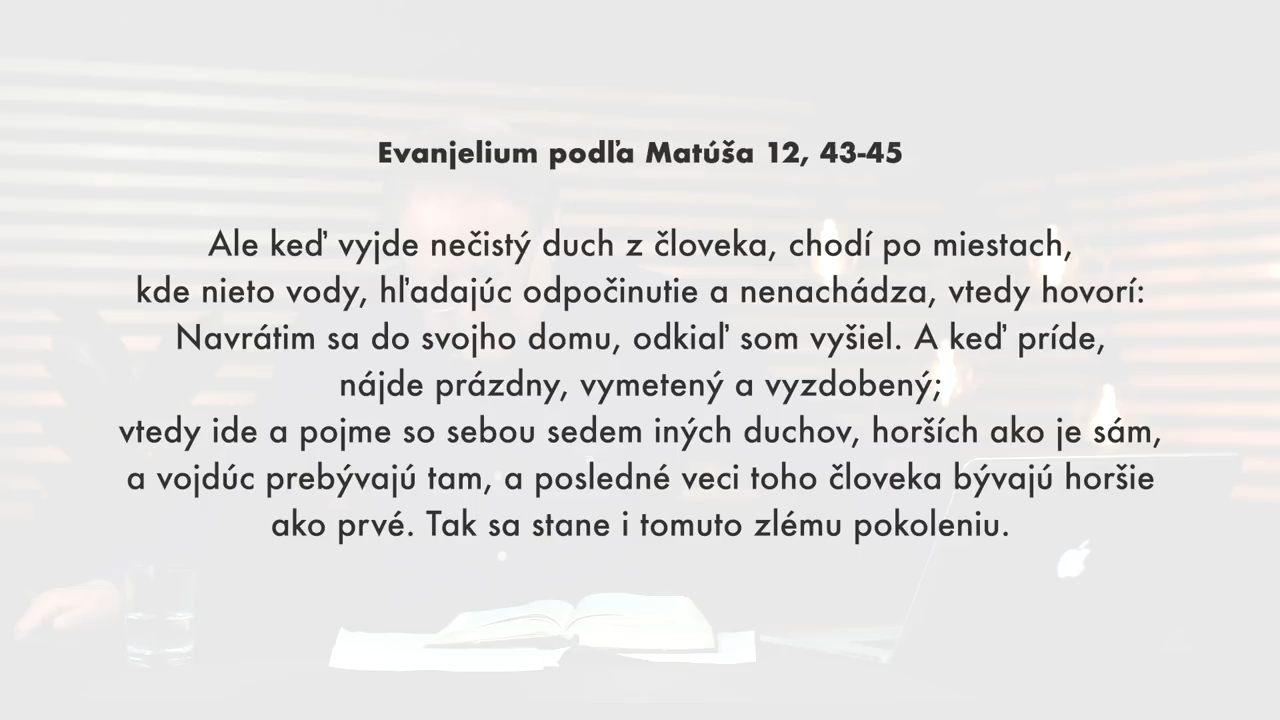 Evanjelium podľa Matúša 12, 43-45
Ale keď vyjde nečistý duch z človeka, chodí po miestach,
kde nieto vody, hľadajúc odpočinutie a nenachádza, vtedy hovorí:
Navrátim sa do svojho domu, odkiaľ som vyšiel. A keď príde,
nájde prázdny, vymetený a vyzdobený;
vtedy ide a pojme so sebou sedem iných duchov, horších ako je sám,
a vojdúc prebývajú tam, a posledné veci toho človeka bývajú horšie
ako prvé. Tak sa stane i tomuto zlému pokoleniu.